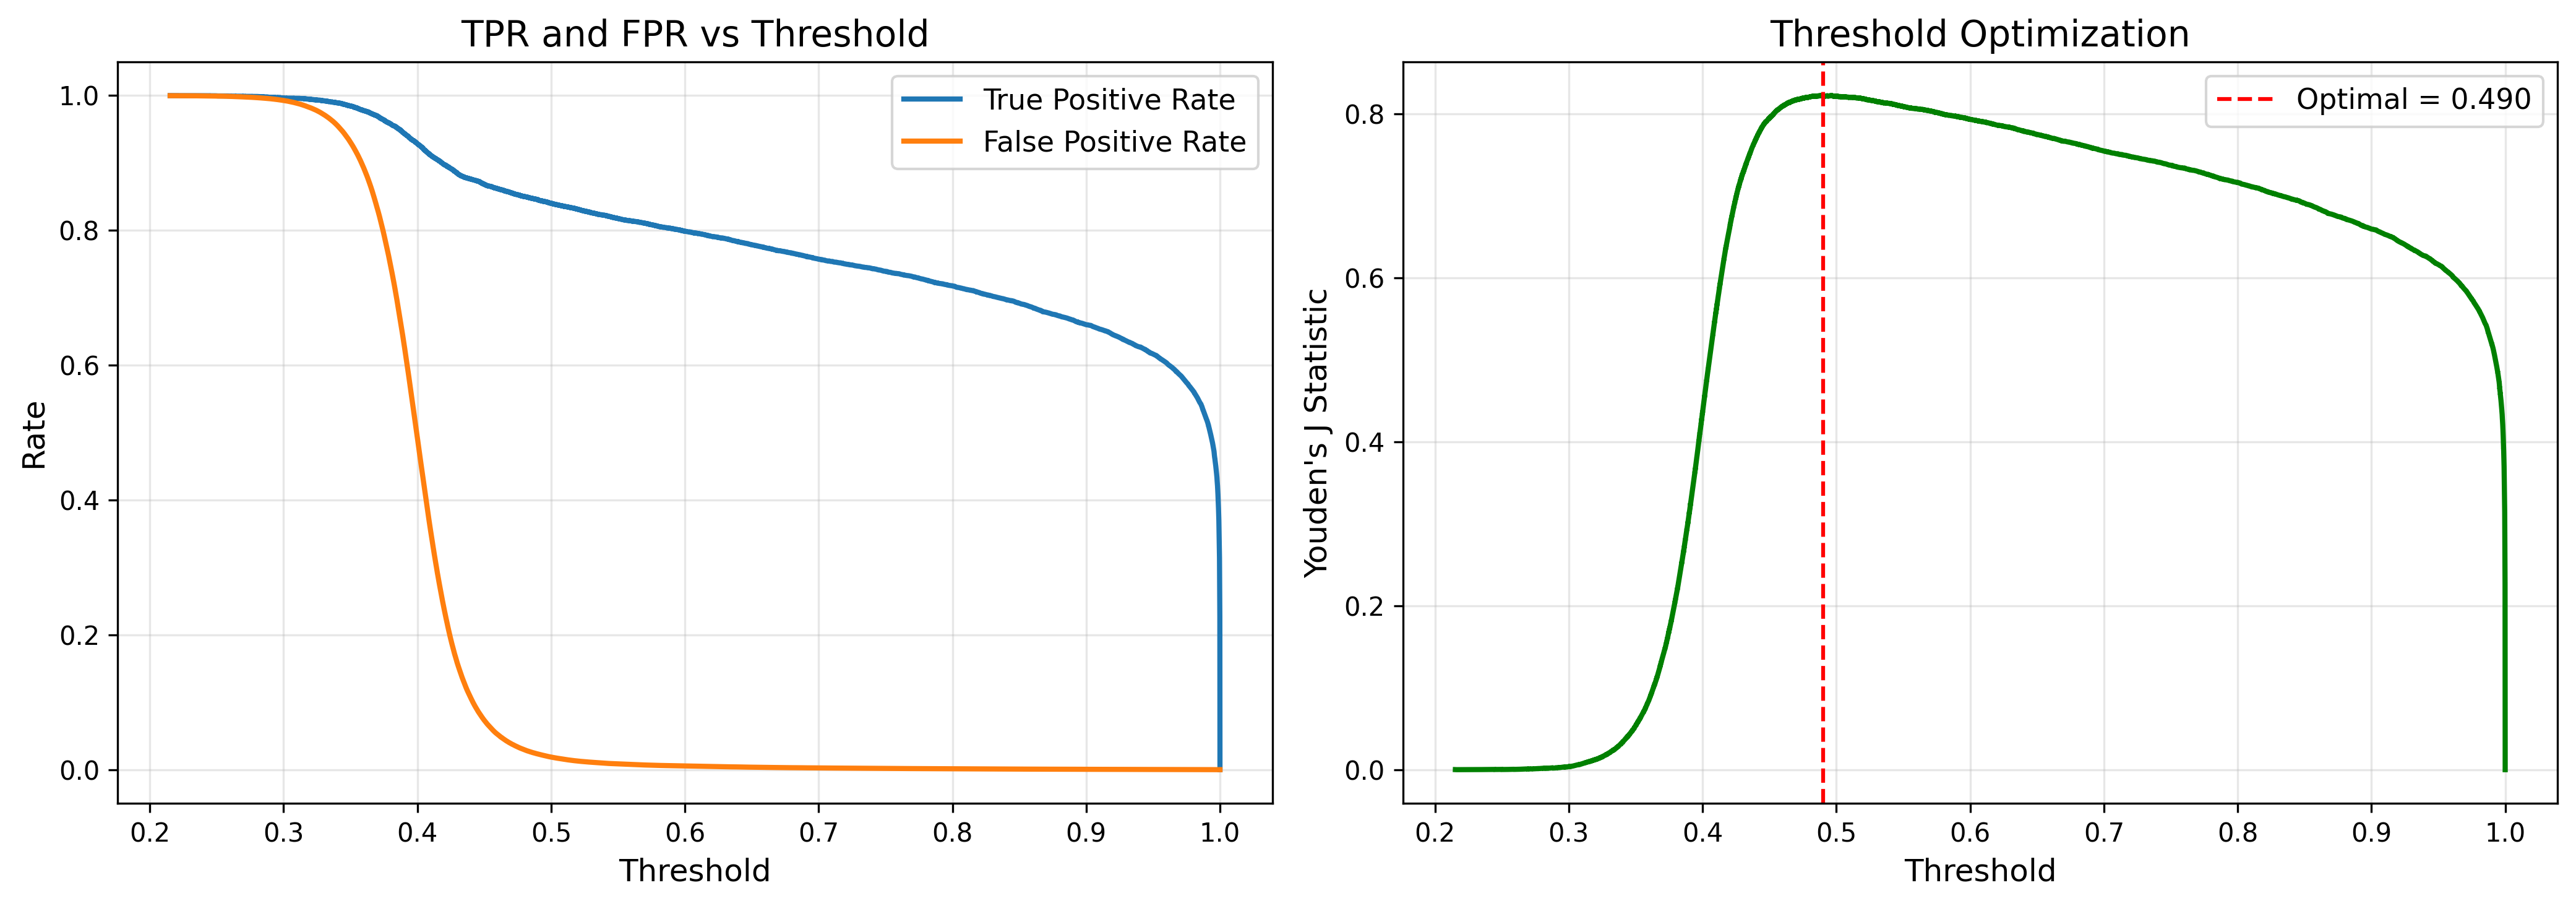 TPR and FPR vs Threshold
True Positive Rate
False Positive Rate
Rate
1.0
0.8
0.6
0.4
0.2
0.0
0.2 0.3 0.4 0.5 0.6 0.7 0.8 0.9 1.0
Threshold
Threshold Optimization
Optimal = 0.490
Youden's J Statistic
0.8
0.6
0.4
0.2
0.0
0.2 0.3 0.4 0.5 0.6 0.7 0.8 0.9 1.0
Threshold